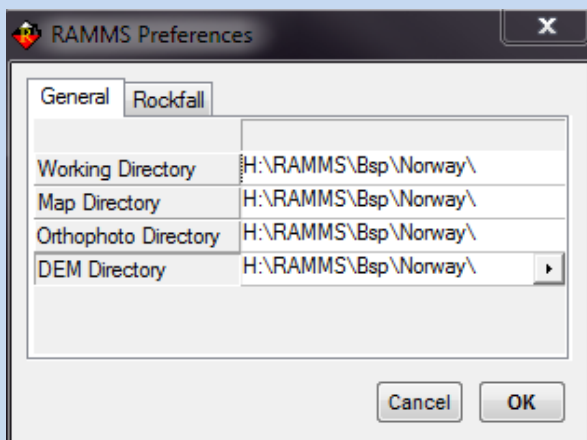 RAMMS Preferences
x
General Rockfall
Working Directory H:\RAMMS\Bsp\Norway\
Map Directory H:\RAMMS\Bsp\Norway\
Orthophoto Directory H:\RAMMS\Bsp\Norway\
DEM Directory H:\RAMMS\Bsp\Norway\
Cancel OK